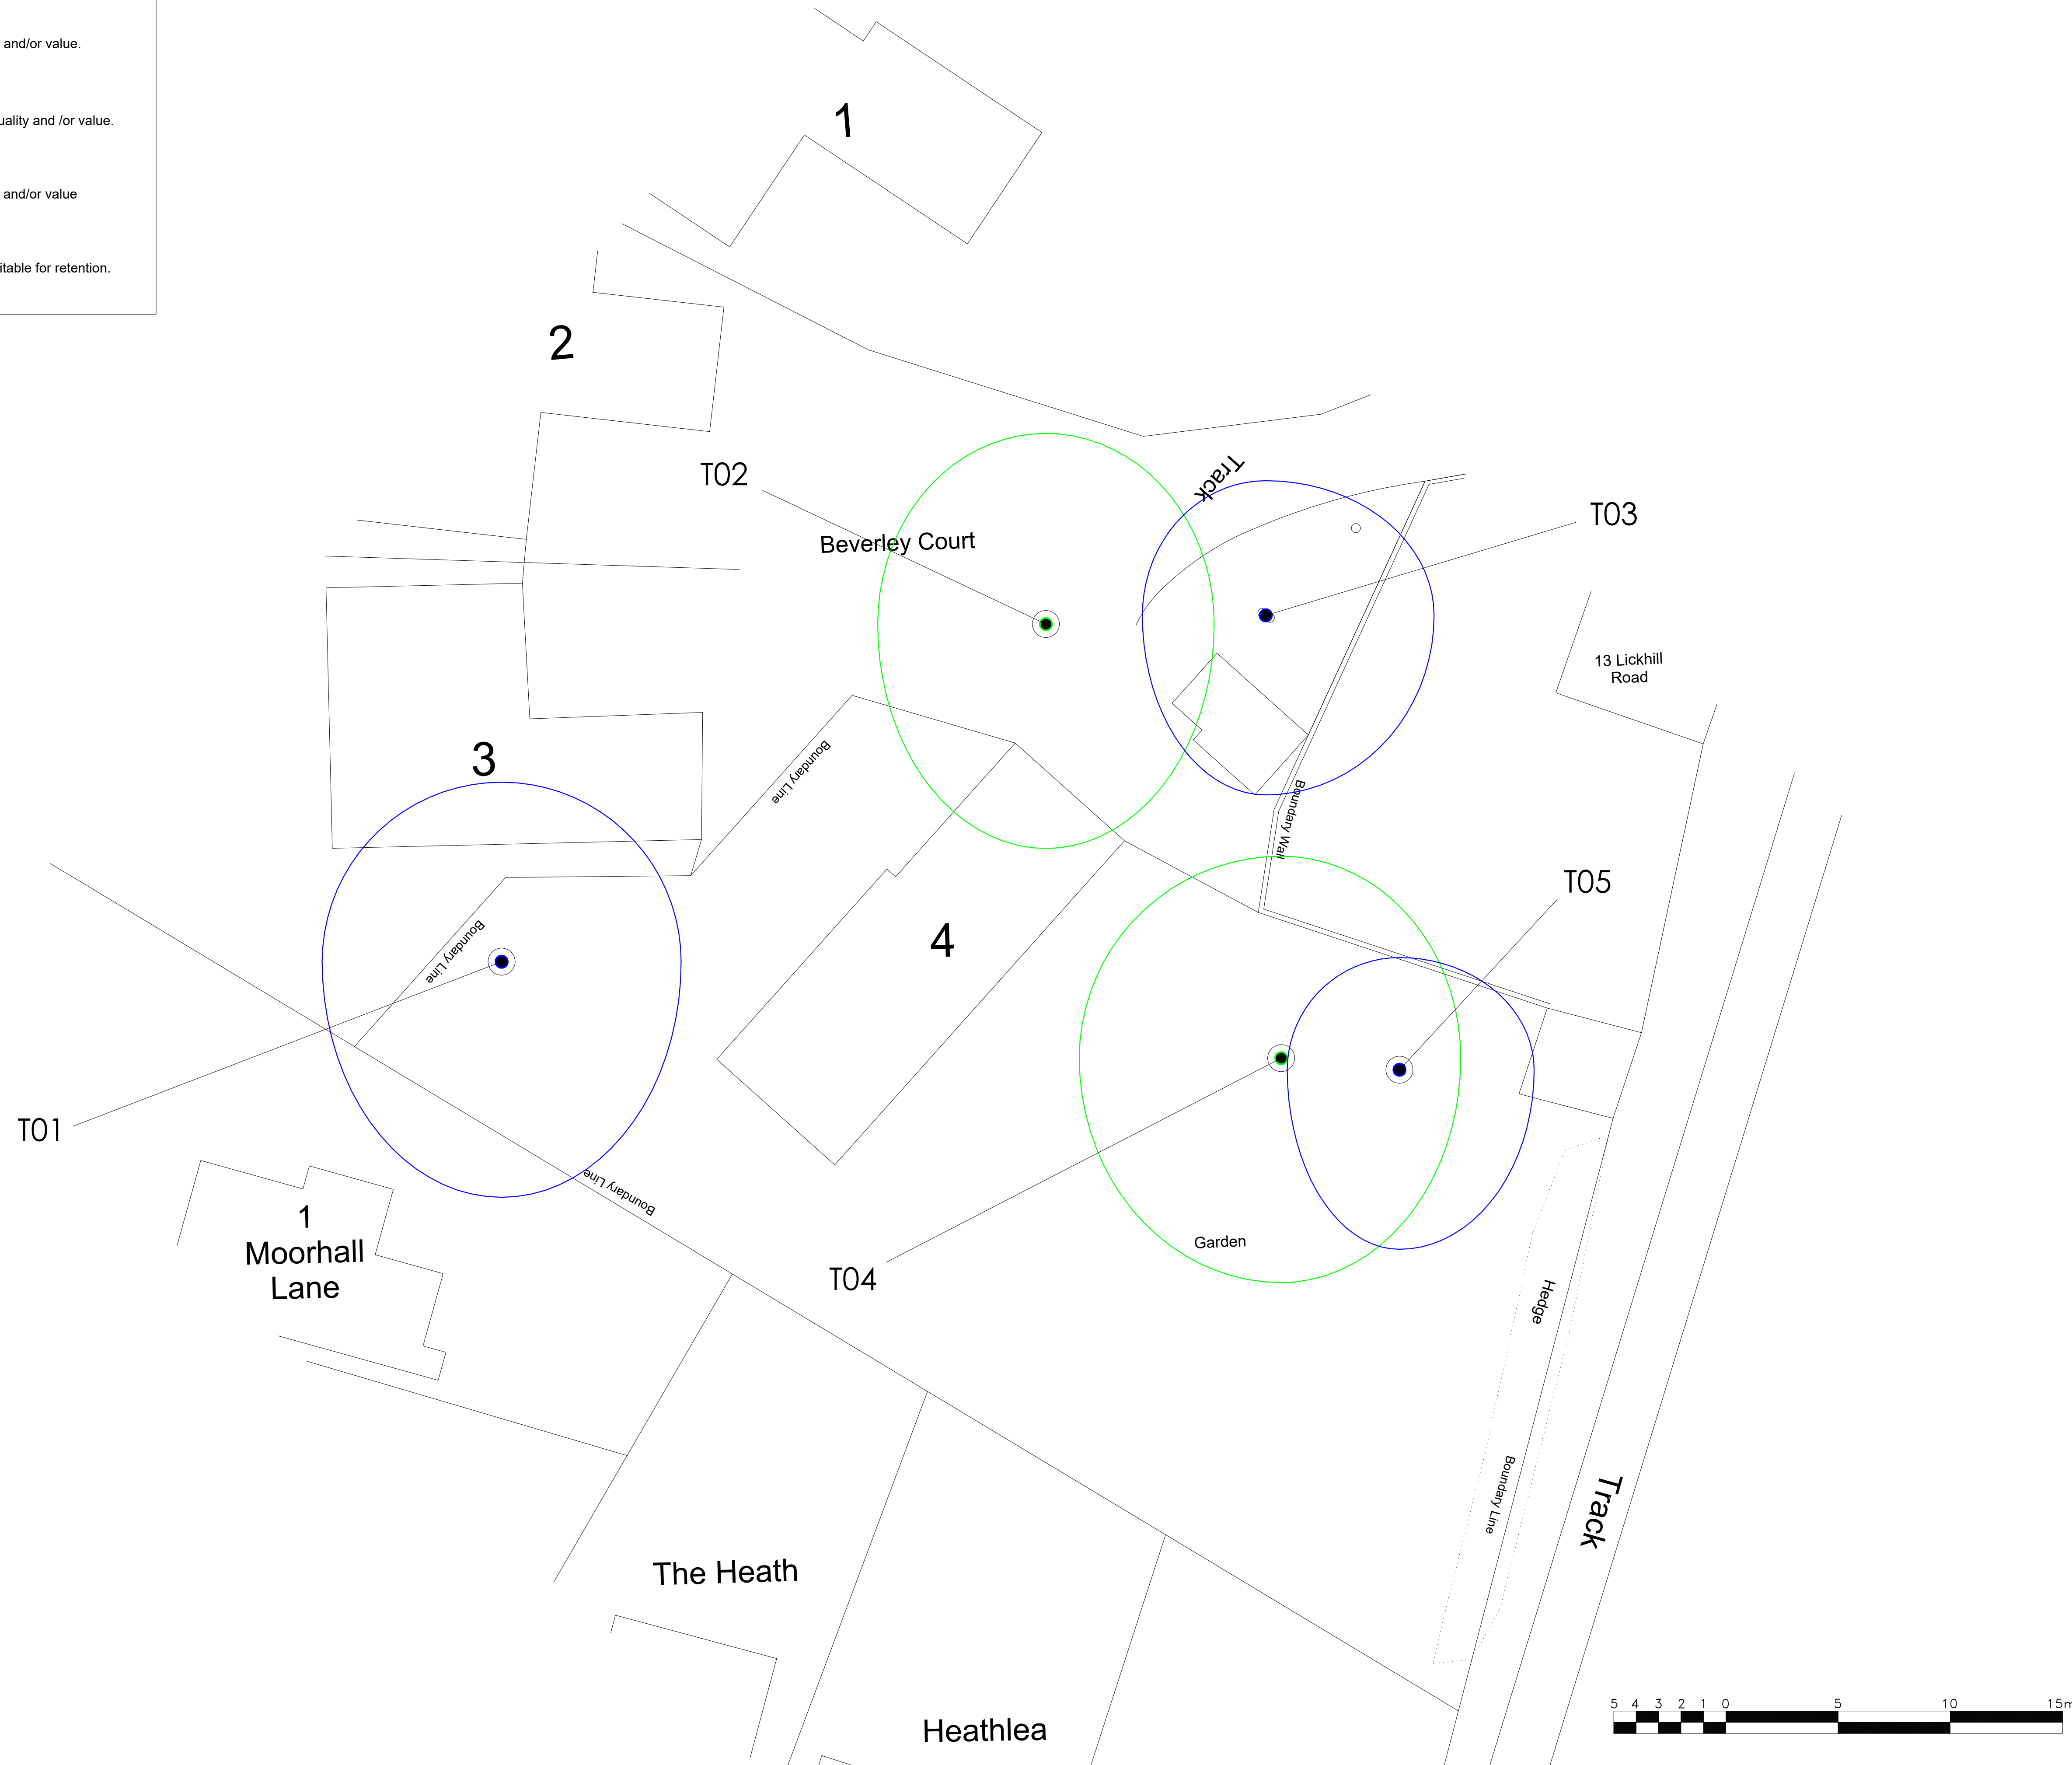 and/or value.
uality and /or value.
and/or value
itable for retention.
1
2
T02
Track
Beverley Court
T03
13 Lickhill
Road
3
Boundary Line
Boundary Wall
T05
Boundary Line
4
T01
Boundary Line
1
Moorhall
Lane
T04
Garden
Hedge
Boundary Line
Track
The Heath
Heathlea
5 4 3 2 1 0 5 10 15m